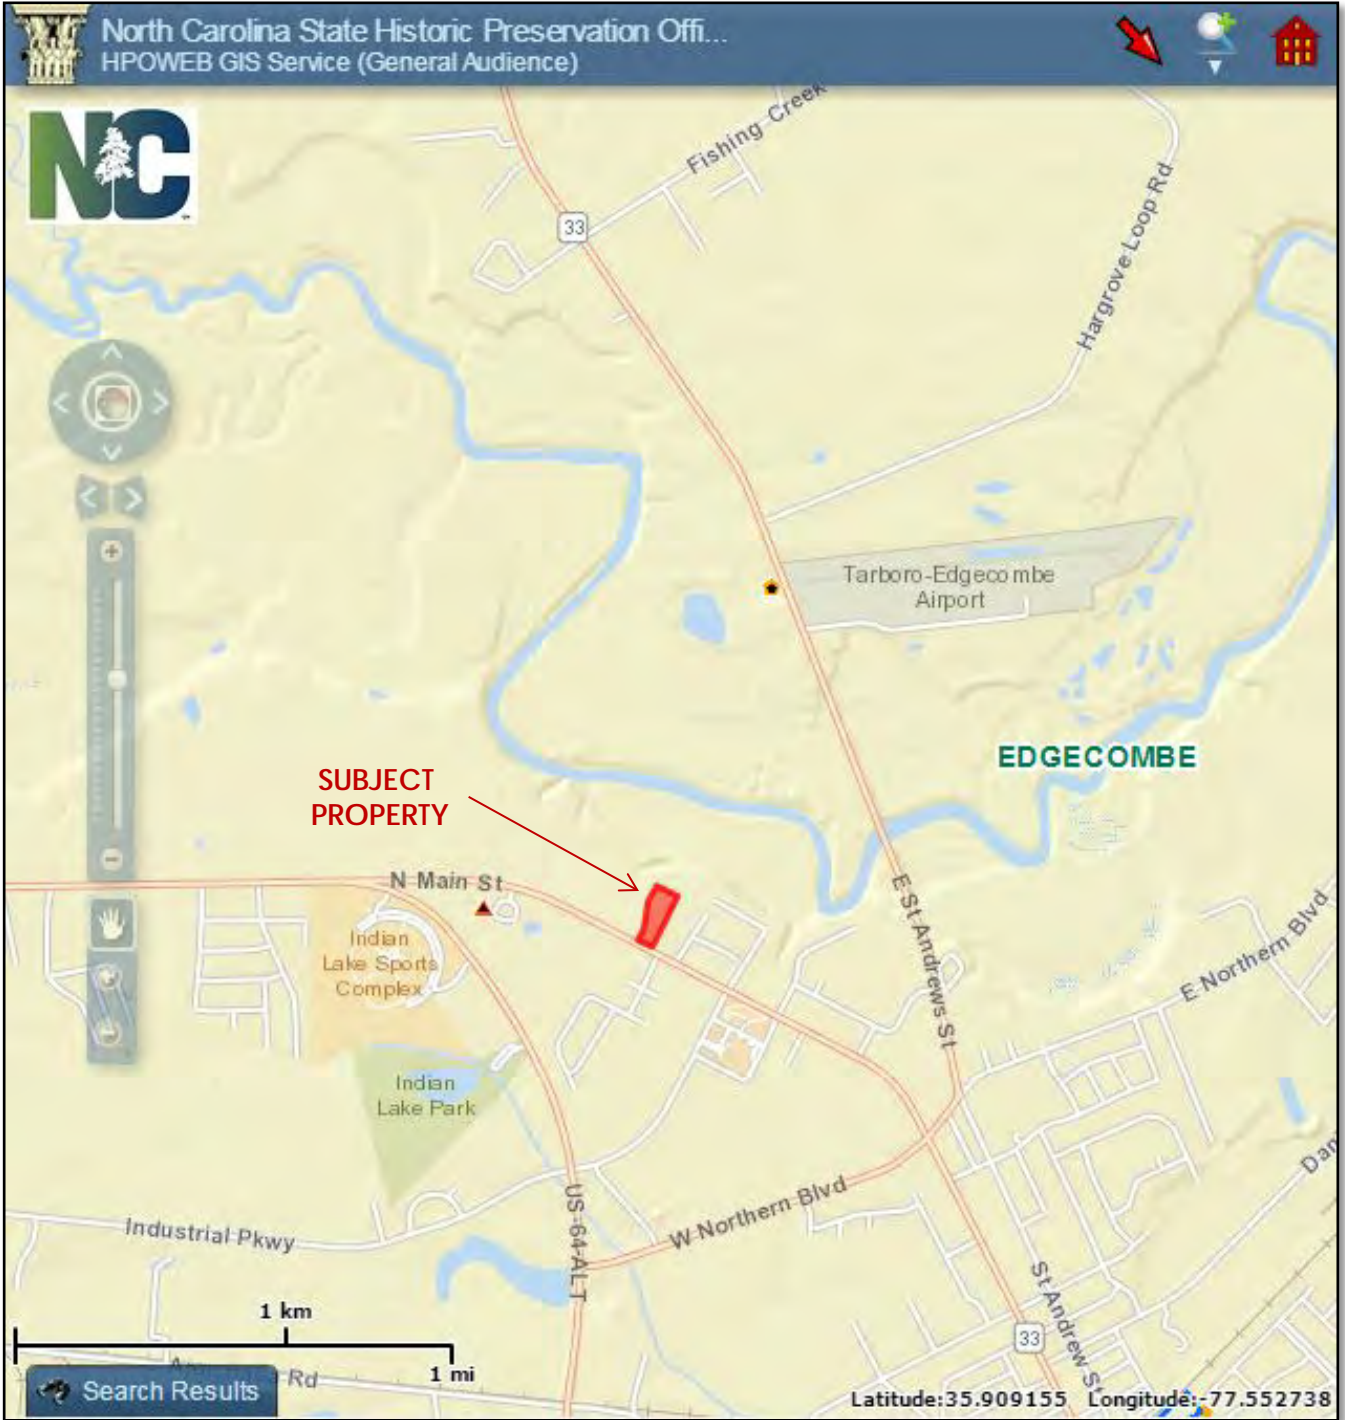 North Carolina State Historic Preservation Offi...
HPOWEB GIS Service (General Audience)
NC
Fishing Creek
33
Hargrove Loop Rd
Tarboro-Edgecombe
Airport
EDGECOMBE
SUBJECT
PROPERTY
N Main St
Indian
Lake Sports
Complex
E St Andrews St
E Northern Blvd
Indian
Lake Park
US-64-ALT
W Northern Blvd
Industrial Pkwy
St Andrew St
1 km
33
1 mi
Rd
Search Results
Latitude:35.909155 Longitude:-77.552738